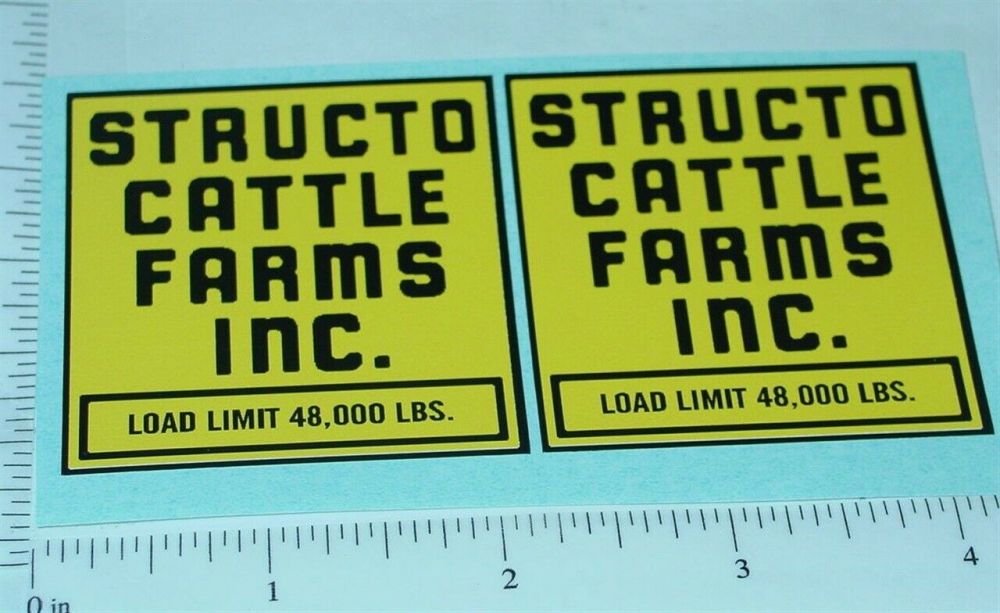 STRUCTO
CATTLE
FARMS
INC.
LOAD LIMIT 48,000 LBS.
STRUCTO
CATTLE
FARMS
INC.
LOAD LIMIT 48,000 LBS.
0 in 1 2 3 4